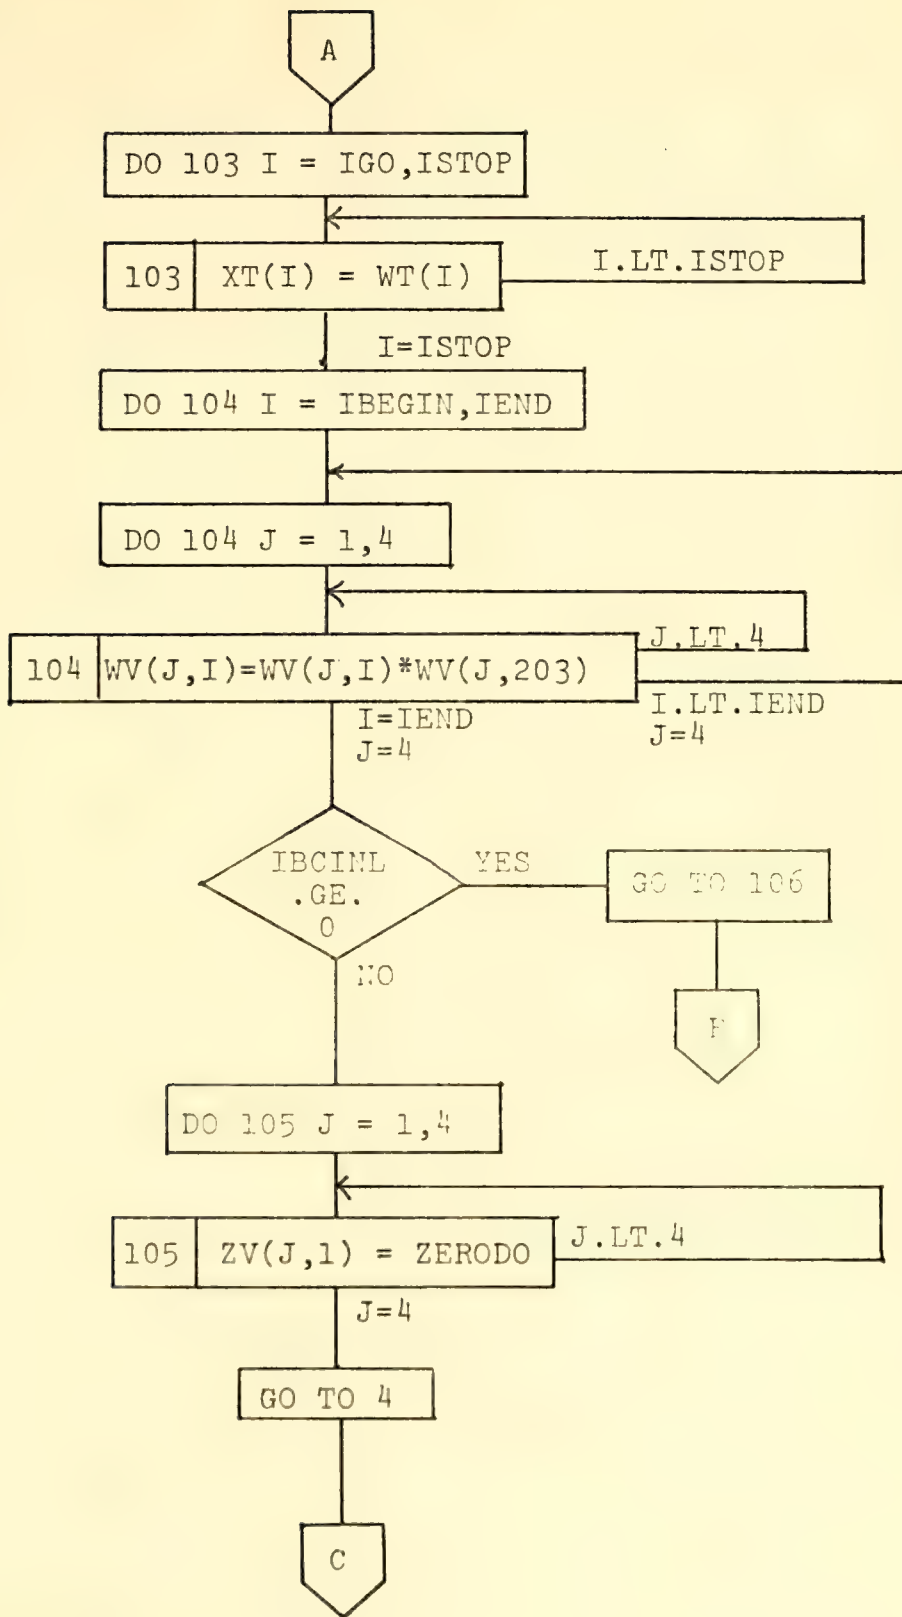 A
DO 103 I = IGO,ISTOP
103 XT(I) = WT(I)
I.LT.ISTOP
I=ISTOP
DO 104 I = IBEGIN,IEND
DO 104 J = 1,4
J.LT.4
104 WV(J,I)=WV(J,I)*WV(J,203)
I.LT.IEND
J=4
I=IEND
J=4
IBCINL
.GE.
0
YES
GO TO 106
NO
DO 105 J = 1,4
105 ZV(J,1) = ZERODO
J.LT.4
J=4
GO TO 4
C